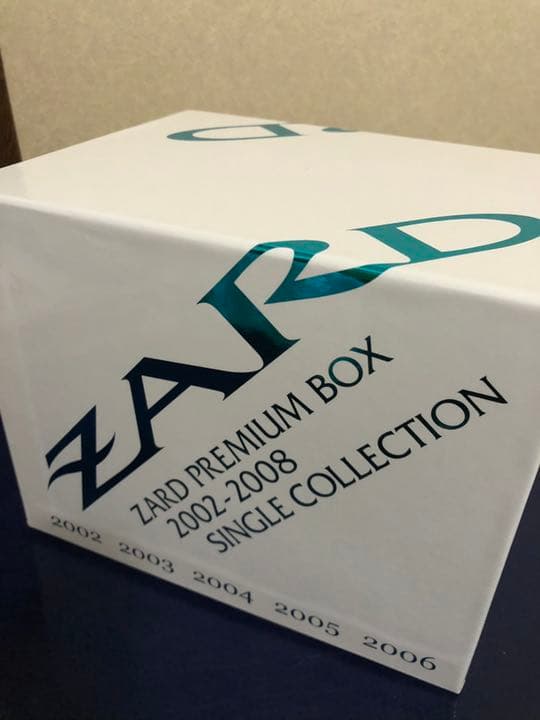 ZARD
ZARD PREMIUM BOX
2002-2008
SINGLE COLLECTION
2002 2003 2004 2005 2006